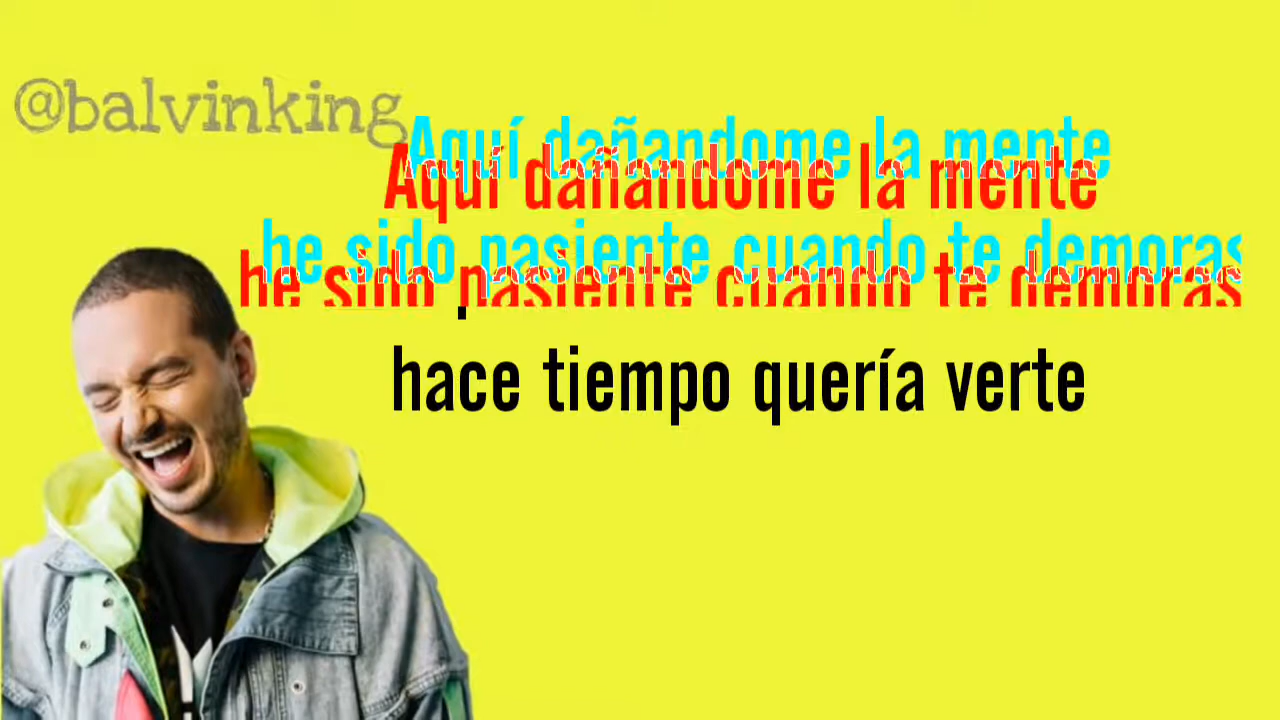 @balvinking
Aquí dañandome la mente
Aquí dañandome la mente
he sido pasiente cuando te demoras
he sido pasiente cuando te demoras
hace tiempo quería verte